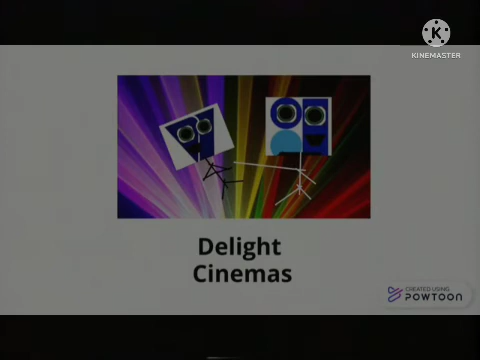 KINEMASTER
Delight
Cinemas
CREATED USING
POWTOON